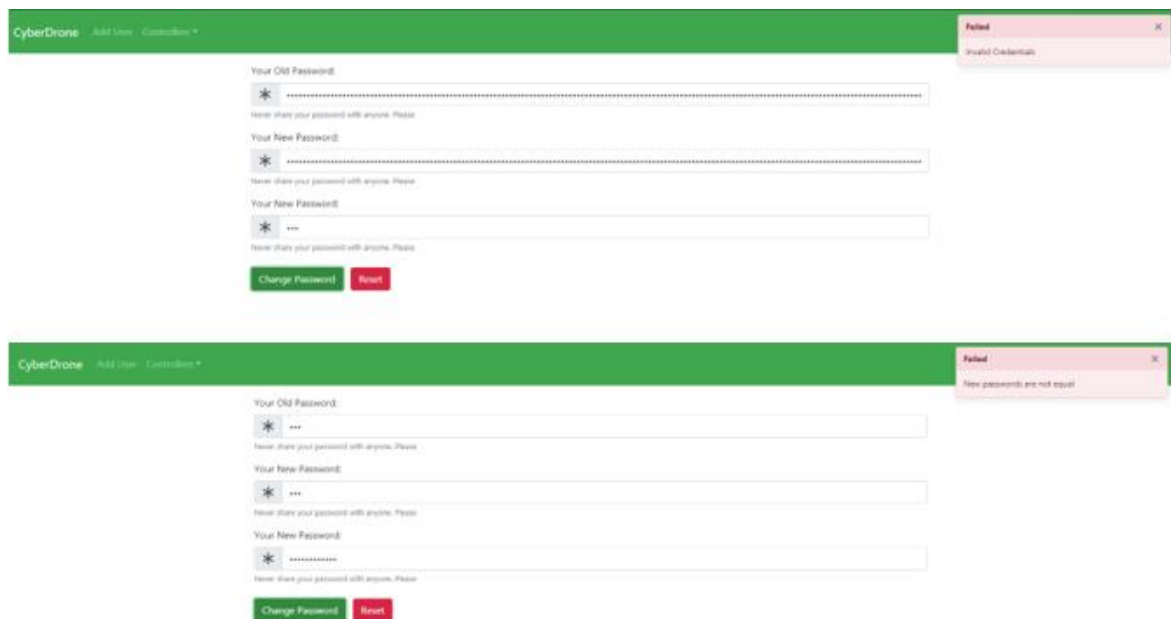 CyberDrone Add User Controllers
Failed
Invalid Credentials
Your Old Password:
Never share your password with anyone. Please
Your New Password:
Never share your password with anyone. Please
Your New Password:
Never share your password with anyone. Please
Change Password Reset
CyberDrone Add User Controllers
Failed
New passwords are not equal
Your Old Password:
Never share your password with anyone. Please
Your New Password:
Never share your password with anyone. Please
Your New Password:
Never share your password with anyone. Please
Change Password Reset